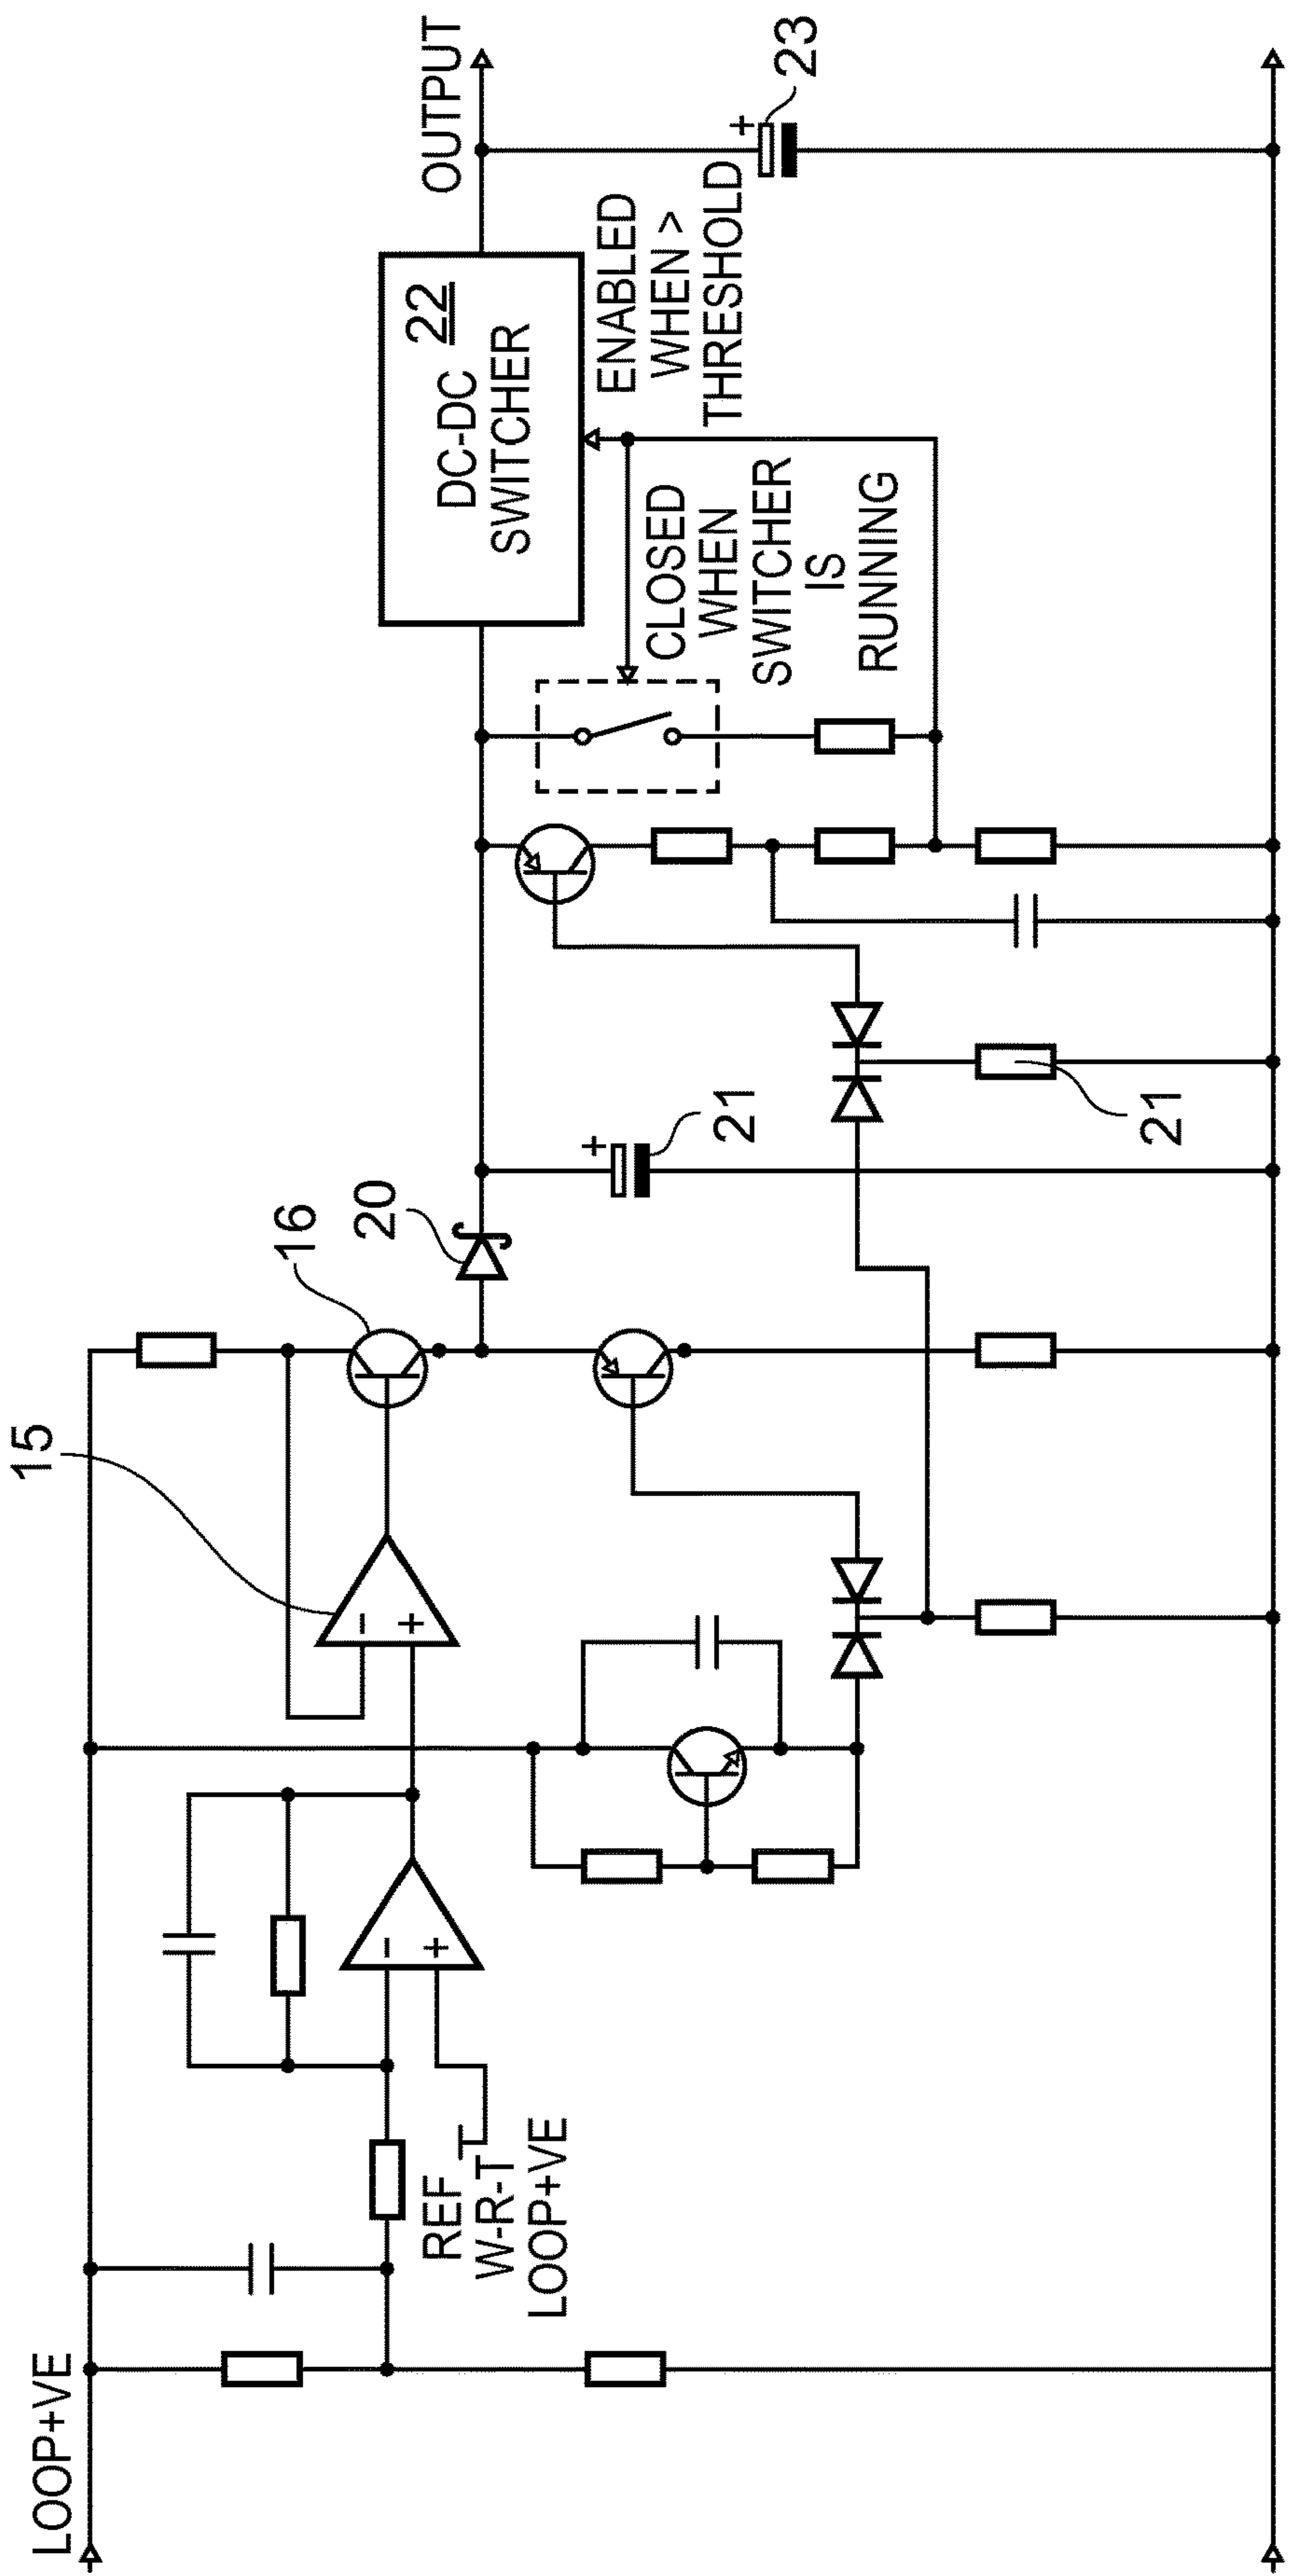 LOOP+VE
15
16
20
22
DC-DC
SWITCHER
OUTPUT
REF
W-R-T
LOOP+VE
−
+
−
+
+
21
CLOSED
WHEN
SWITCHER
IS
RUNNING
ENABLED
WHEN >
THRESHOLD
+
23
21